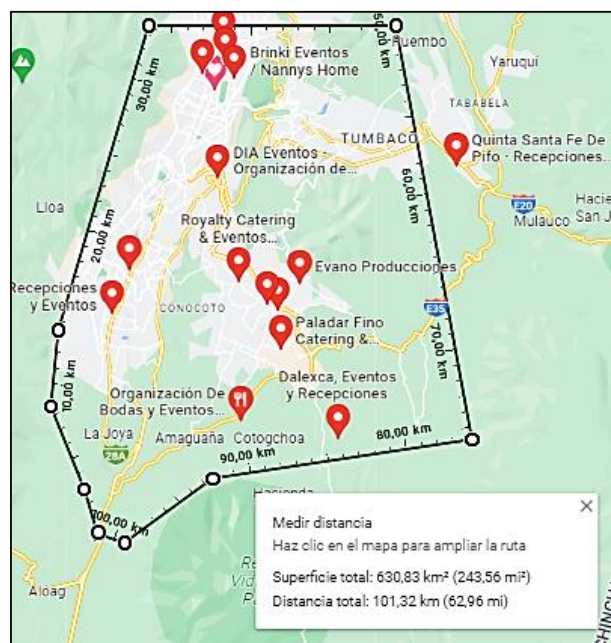 50,00 km
Puembo
Brinki Eventos
/ Nannys Home
Yaruquí
30,00 km
TABABELA
TUMBACO
Quinta Santa Fe De
Pifo - Recepciones...
DIA Eventos -
Organización de...
60,00 km
E20
Hacie
San J
Mulauco
Lloa
Royalty Catering
& Eventos...
20,00 km
Evano Producciones
Recepciones
y Eventos
CONOCOTO
E35
Paladar Fino
Catering &...
70,00 km
10,00 km
Organización De
Bodas y Eventos...
Dalexca, Eventos
y Recepciones
La Joya
Amaguaña
Cotogchoa
80,00 km
28A
90,00 km
Hacienda
100,00 km
Aloag
Medir distancia
Haz clic en el mapa para ampliar la ruta
Superficie total: 630,83 km² (243,56 mi²)
Distancia total: 101,32 km (62,96 mi)